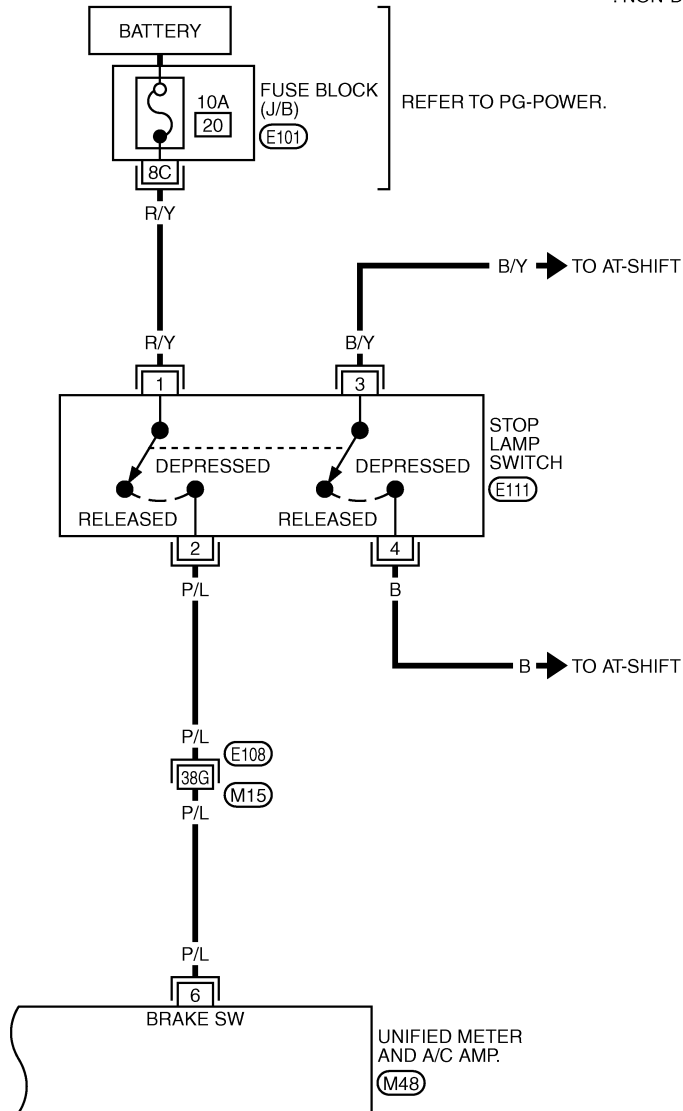 BATTERY
FUSE BLOCK
(J/B)
E101
10A
20
REFER TO PG-POWER.
8C
R/Y
B/Y
TO AT-SHIFT
R/Y
B/Y
1
3
STOP
LAMP
SWITCH
E111
DEPRESSED
DEPRESSED
RELEASED
RELEASED
2
4
P/L
B
B
TO AT-SHIFT
P/L
E108
38G
M15
P/L
P/L
6
BRAKE SW
UNIFIED METER
AND A/C AMP.
M48